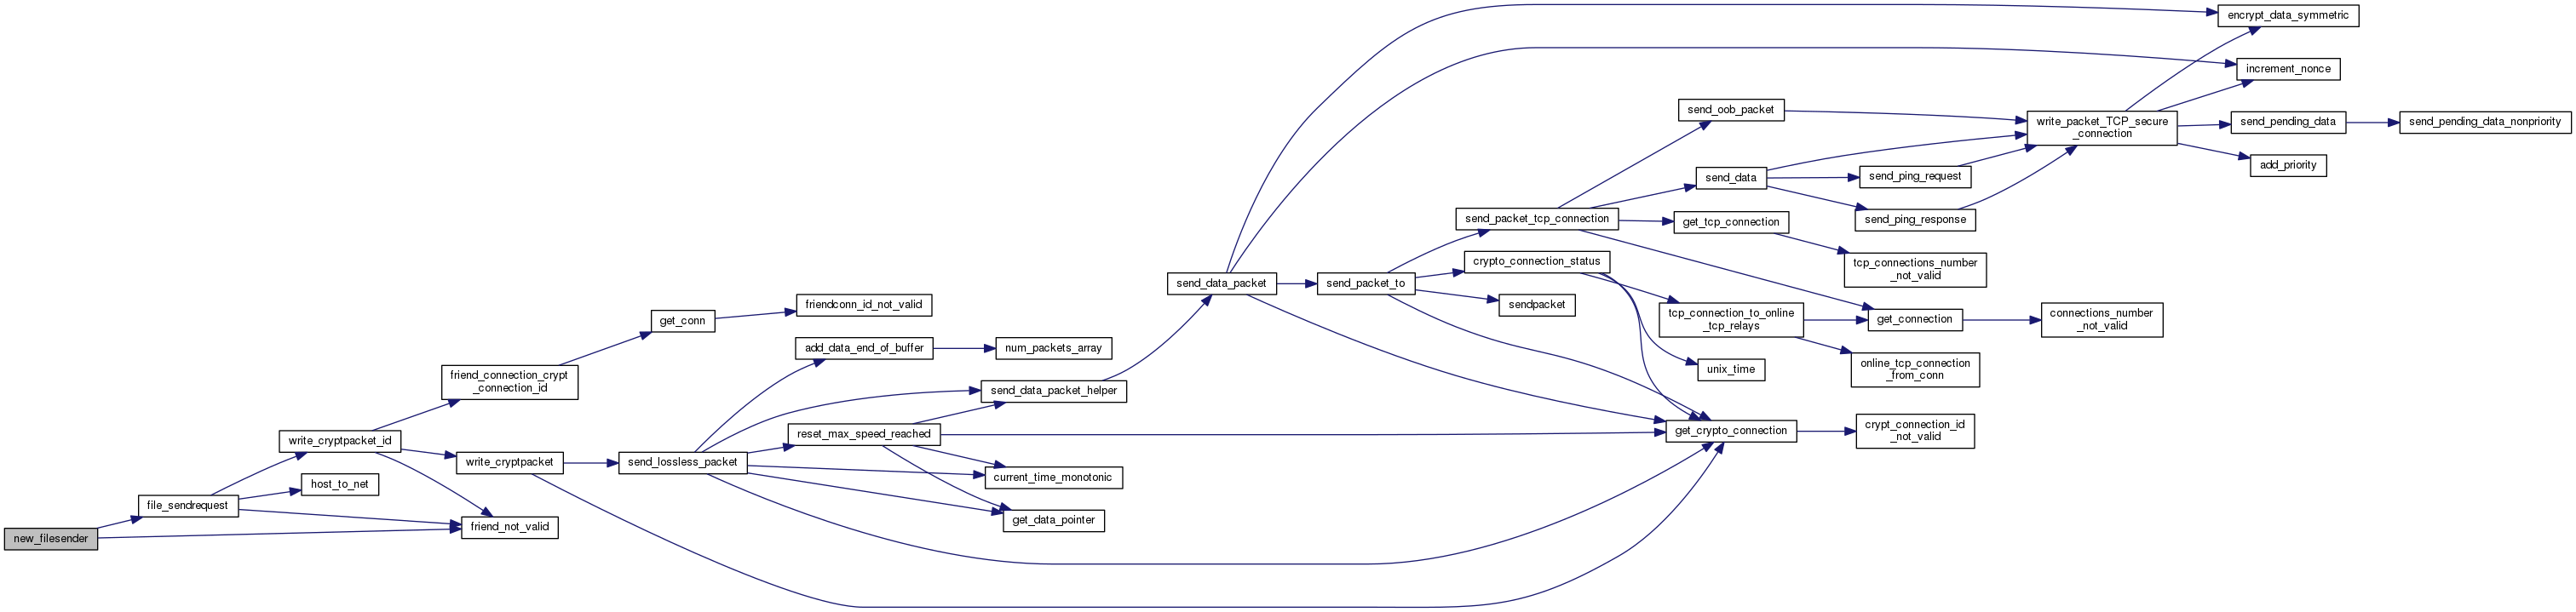 new_filesender
file_sendrequest
write_cryptpacket_id
host_to_net
friend_not_valid
friend_connection_crypt
_connection_id
write_cryptpacket
get_conn
friendconn_id_not_valid
send_lossless_packet
add_data_end_of_buffer
num_packets_array
send_data_packet_helper
reset_max_speed_reached
current_time_monotonic
get_data_pointer
send_data_packet
send_packet_to
send_packet_tcp_connection
crypto_connection_status
sendpacket
send_oob_packet
send_data
get_tcp_connection
tcp_connection_to_online
_tcp_relays
unix_time
get_crypto_connection
send_ping_request
send_ping_response
tcp_connections_number
_not_valid
get_connection
online_tcp_connection
_from_conn
crypt_connection_id
_not_valid
write_packet_TCP_secure
_connection
connections_number
_not_valid
encrypt_data_symmetric
increment_nonce
send_pending_data
add_priority
send_pending_data_nonpriority